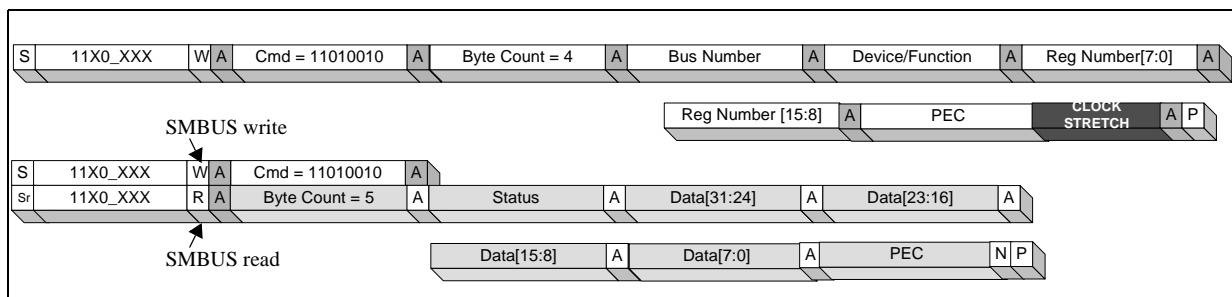 S 11X0_XXX W A Cmd = 11010010 A Byte Count = 4 A Bus Number A Device/Function A Reg Number[7:0] A
Reg Number [15:8] A PEC CLOCK STRETCH A P
SMBUS write
S 11X0_XXX W A Cmd = 11010010 A
Sr 11X0_XXX R A Byte Count = 5 A Status A Data[31:24] A Data[23:16] A
SMBUS read
Data[15:8] A Data[7:0] A PEC N P